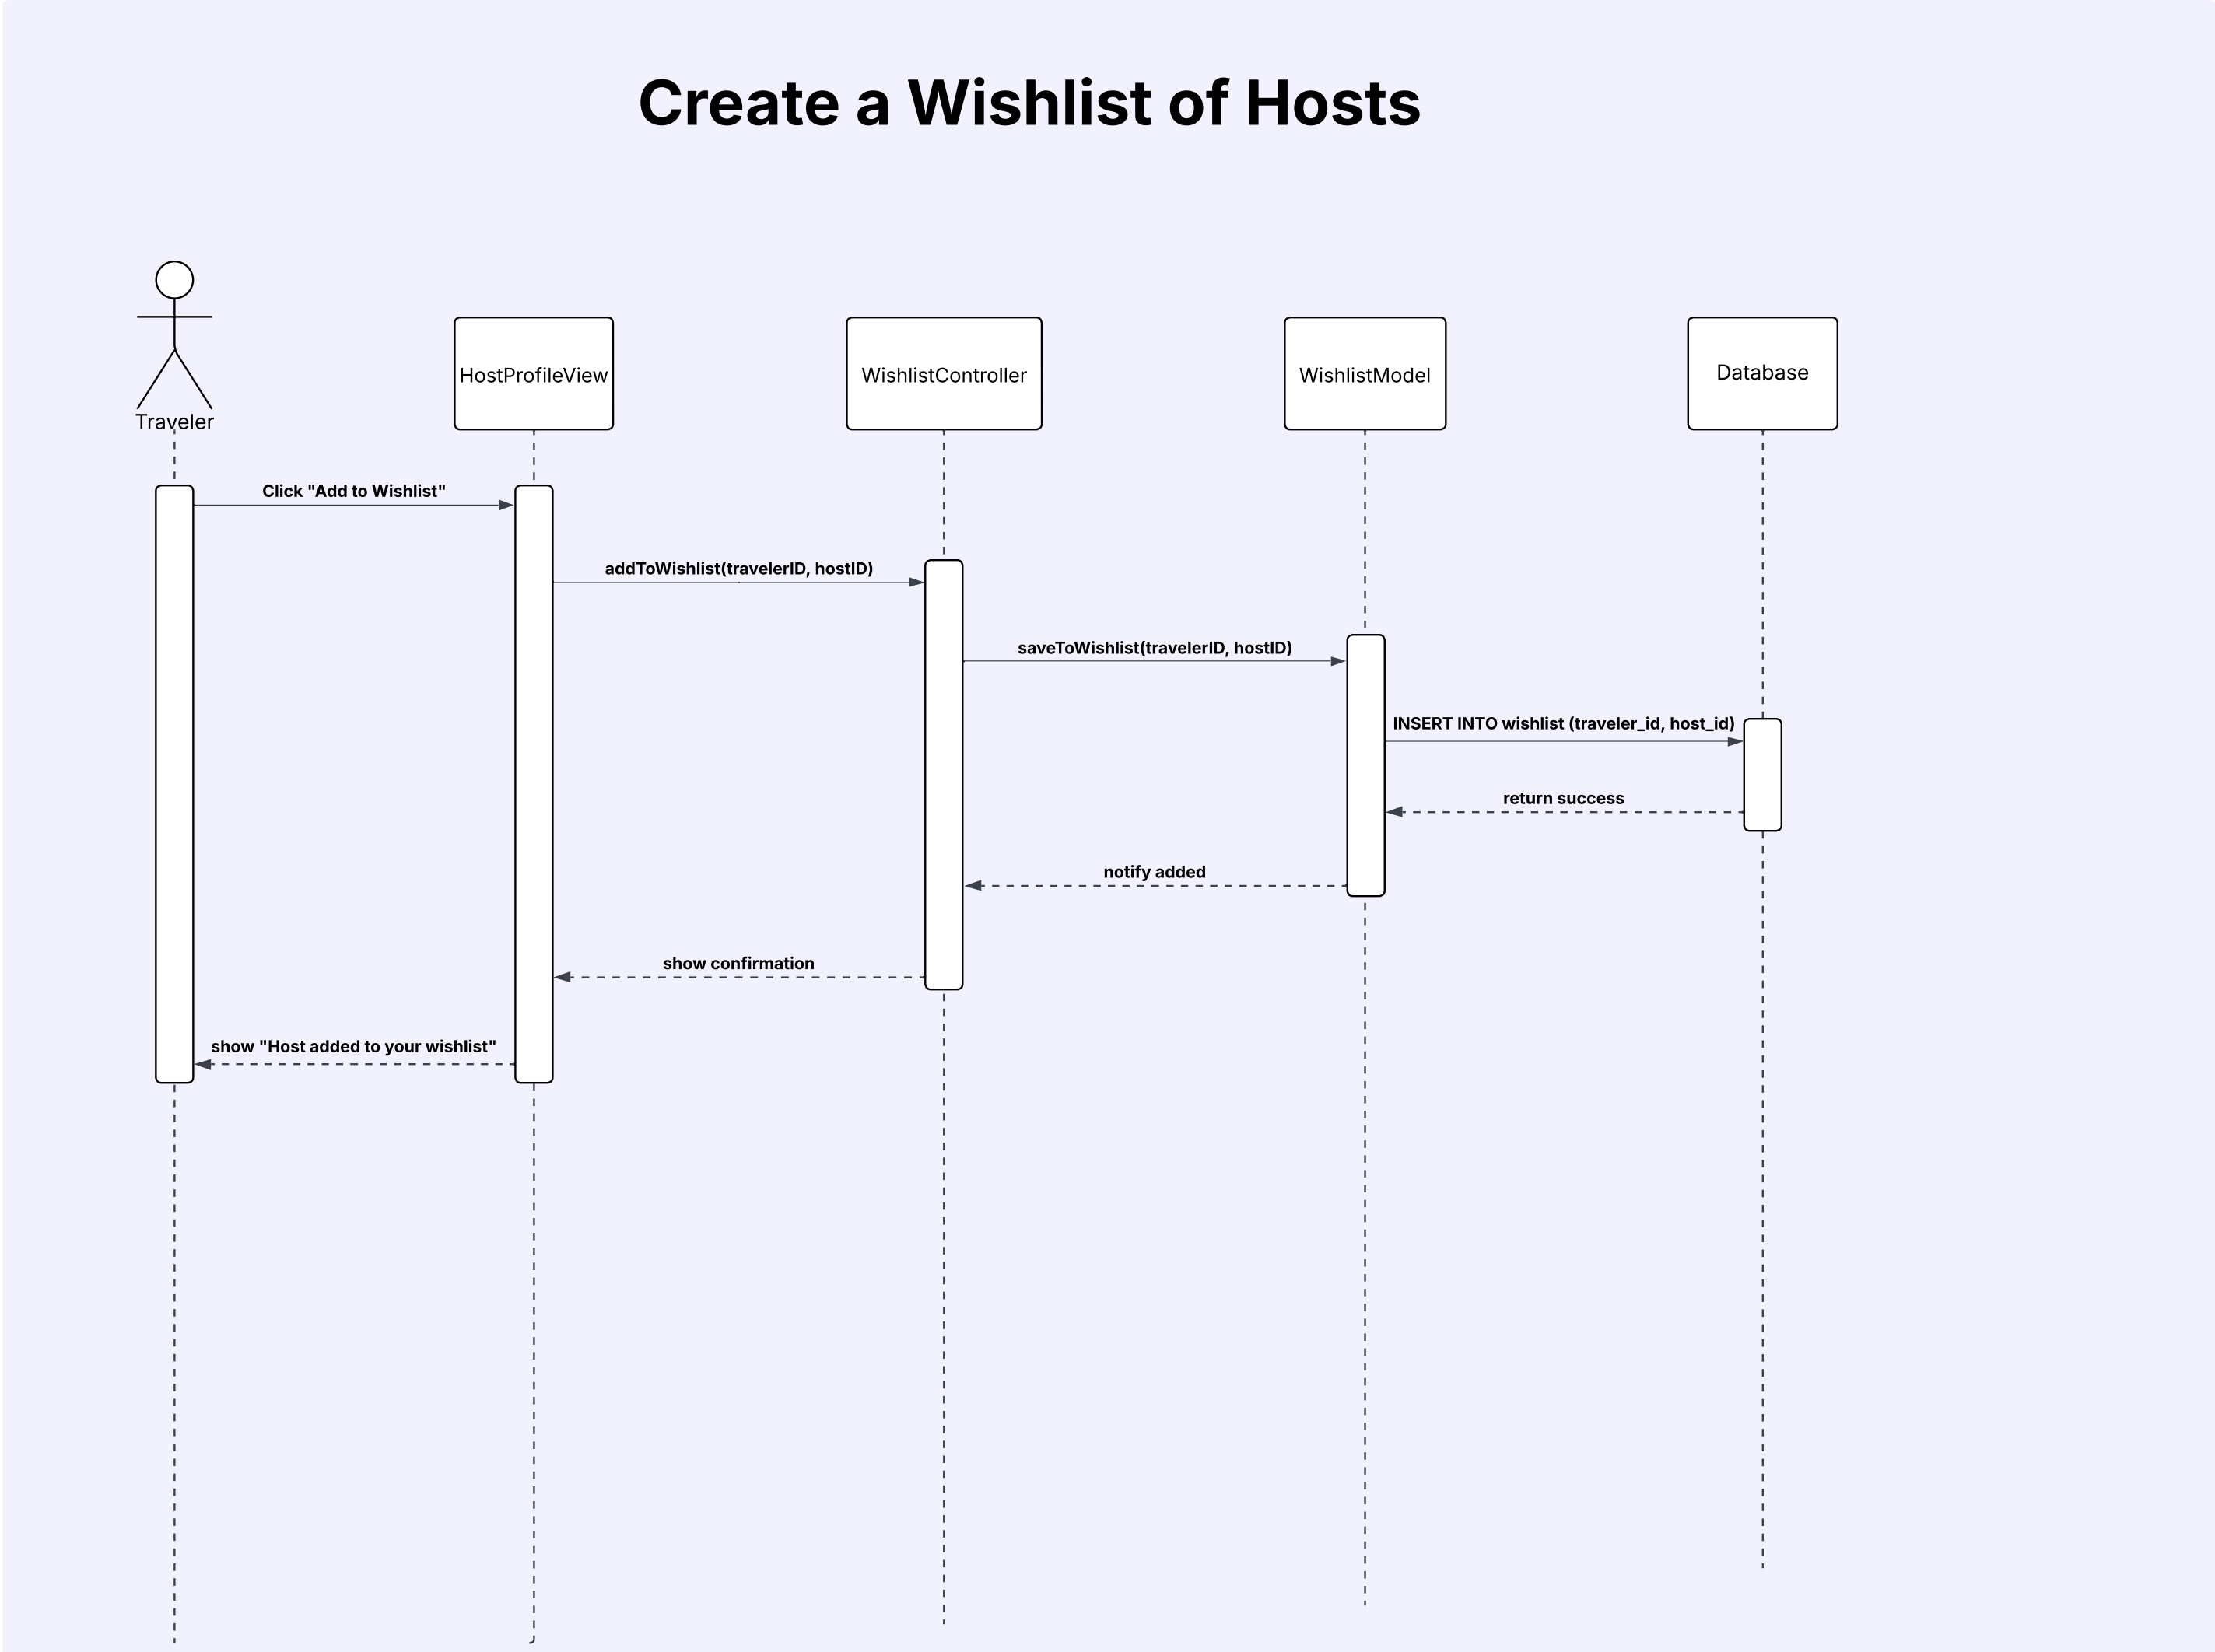 Create a Wishlist of Hosts
Traveler
HostProfileView
WishlistController
WishlistModel
Database
Click "Add to Wishlist"
addToWishlist(travelerID, hostID)
saveToWishlist(travelerID, hostID)
INSERT INTO wishlist (traveler_id, host_id)
return success
notify added
show confirmation
show "Host added to your wishlist"